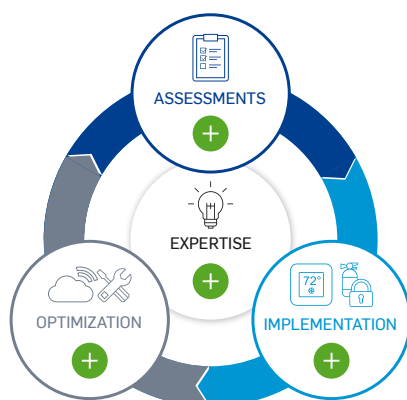 ASSESSMENTS
EXPERTISE
72°
OPTIMIZATION
IMPLEMENTATION